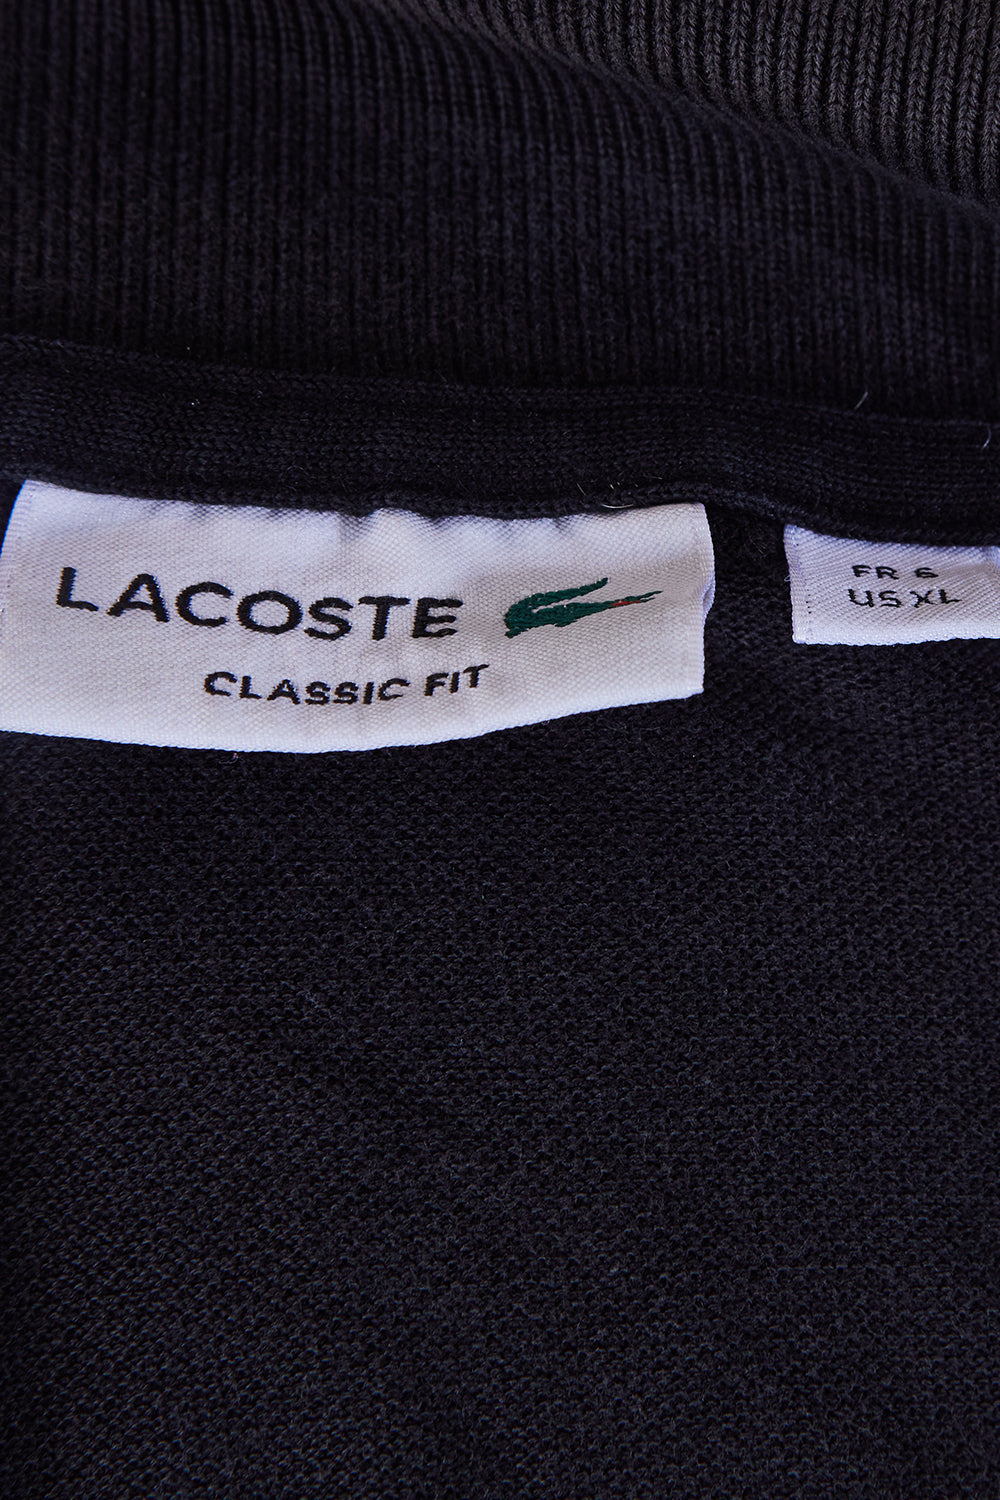 LACOSTE
CLASSIC FIT
FR 6
US XL